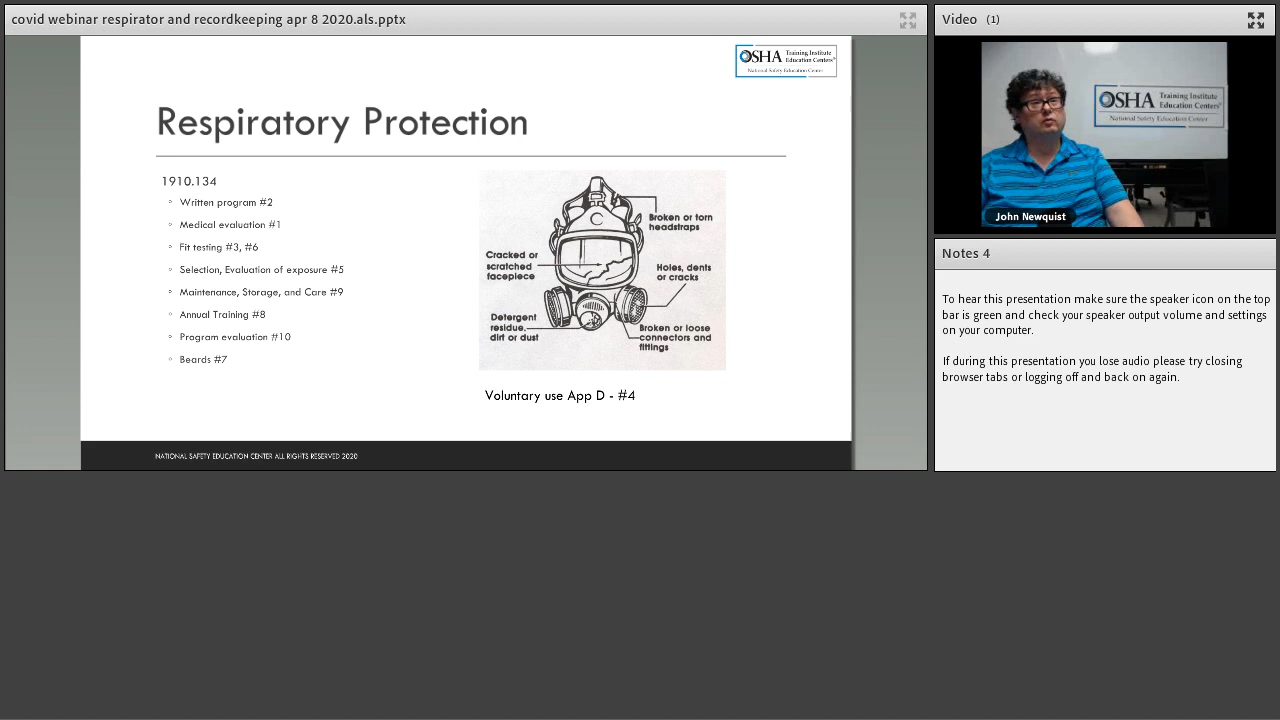 covid webinar respirator and recordkeeping apr 8 2020.als.pptx
OSHA
Training Institute
Education Centers®
National Safety Education Center
Respiratory Protection
1910.134
Written program #2
Medical evaluation #1
Fit testing #3, #6
Selection, Evaluation of exposure #5
Maintenance, Storage, and Care #9
Annual Training #8
Program evaluation #10
Beards #7
Broken or torn
headstraps
Cracked or
scratched
facepiece
Holes, dents
or cracks
Detergent
residue,
dirt or dust
Broken or loose
connectors and
fittings
Voluntary use App D - #4
NATIONAL SAFETY EDUCATION CENTER ALL RIGHTS RESERVED 2020
Video (1)
OSHA
Training Institute
Education Centers®
National Safety Education Center
John Newquist
Notes 4
To hear this presentation make sure the speaker icon on the top
bar is green and check your speaker output volume and settings
on your computer.
If during this presentation you lose audio please try closing
browser tabs or logging off and back on again.